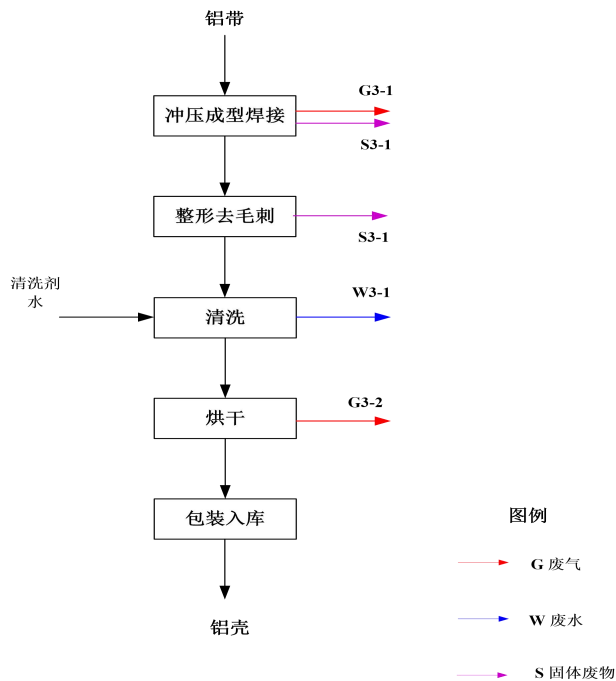 铝带
G3-1
冲压成型焊接
S3-1
整形去毛刺
S3-1
清洗剂
水
W3-1
清洗
G3-2
烘干
包装入库
铝壳
图例
G 废气
W 废水
S 固体废物